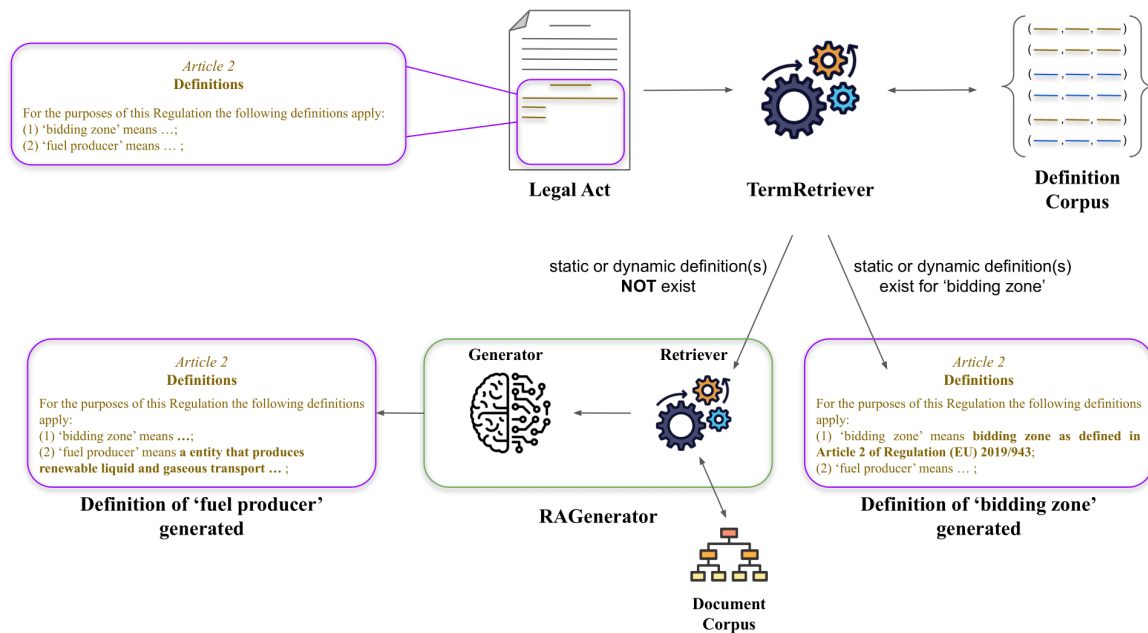 Article 2
Definitions
For the purposes of this Regulation the following definitions apply:
(1) ‘bidding zone’ means …;
(2) ‘fuel producer’ means … ;
Legal Act
TermRetriever
( , , )
( , , )
( , , )
( , , )
( , , )
( , , )
Definition
Corpus
static or dynamic definition(s)
NOT exist
static or dynamic definition(s)
exist for ‘bidding zone’
Article 2
Definitions
For the purposes of this Regulation the following definitions
apply:
(1) ‘bidding zone’ means …;
(2) ‘fuel producer’ means a entity that produces
renewable liquid and gaseous transport … ;
Definition of ‘fuel producer’
generated
Generator
Retriever
RAGenerator
Document
Corpus
Article 2
Definitions
For the purposes of this Regulation the following definitions
apply:
(1) ‘bidding zone’ means bidding zone as defined in
Article 2 of Regulation (EU) 2019/943;
(2) ‘fuel producer’ means … ;
Definition of ‘bidding zone’
generated